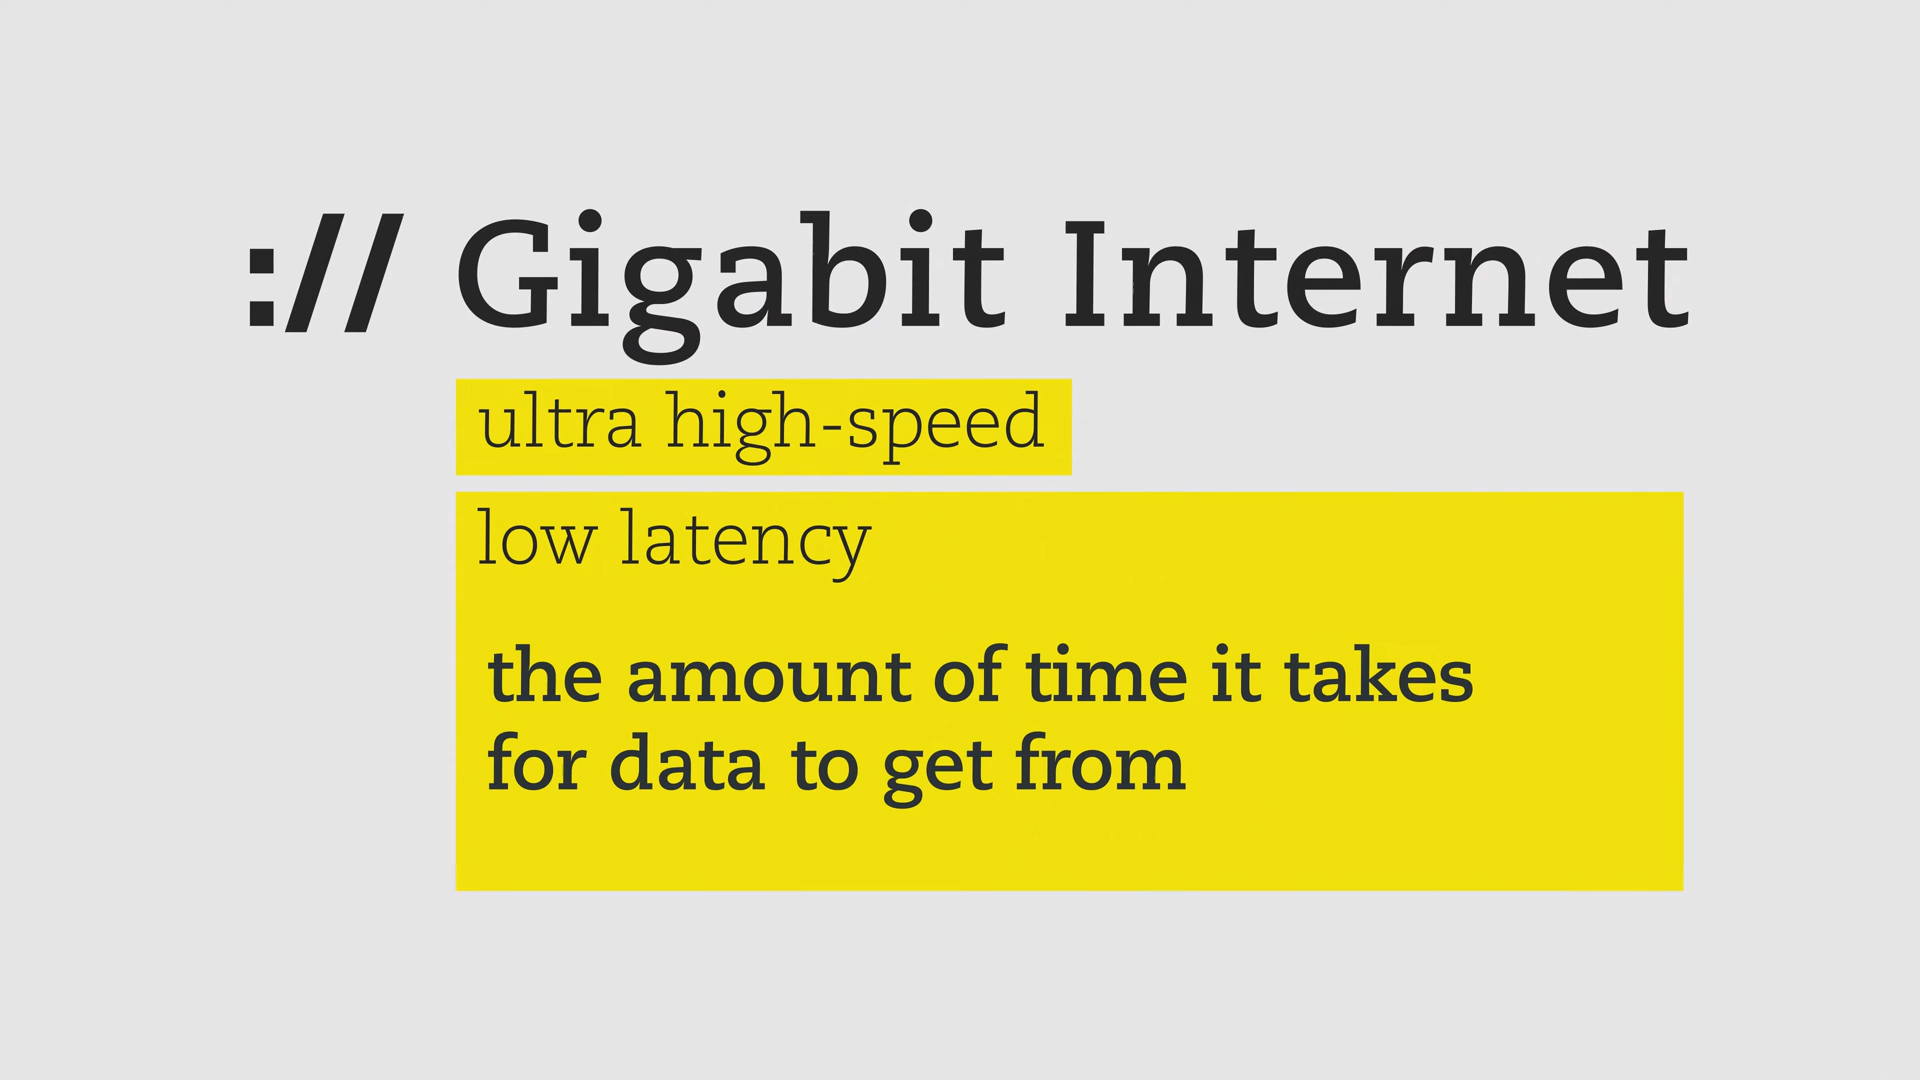 :// Gigabit Internet
ultra high-speed
low latency
the amount of time it takes
for data to get from